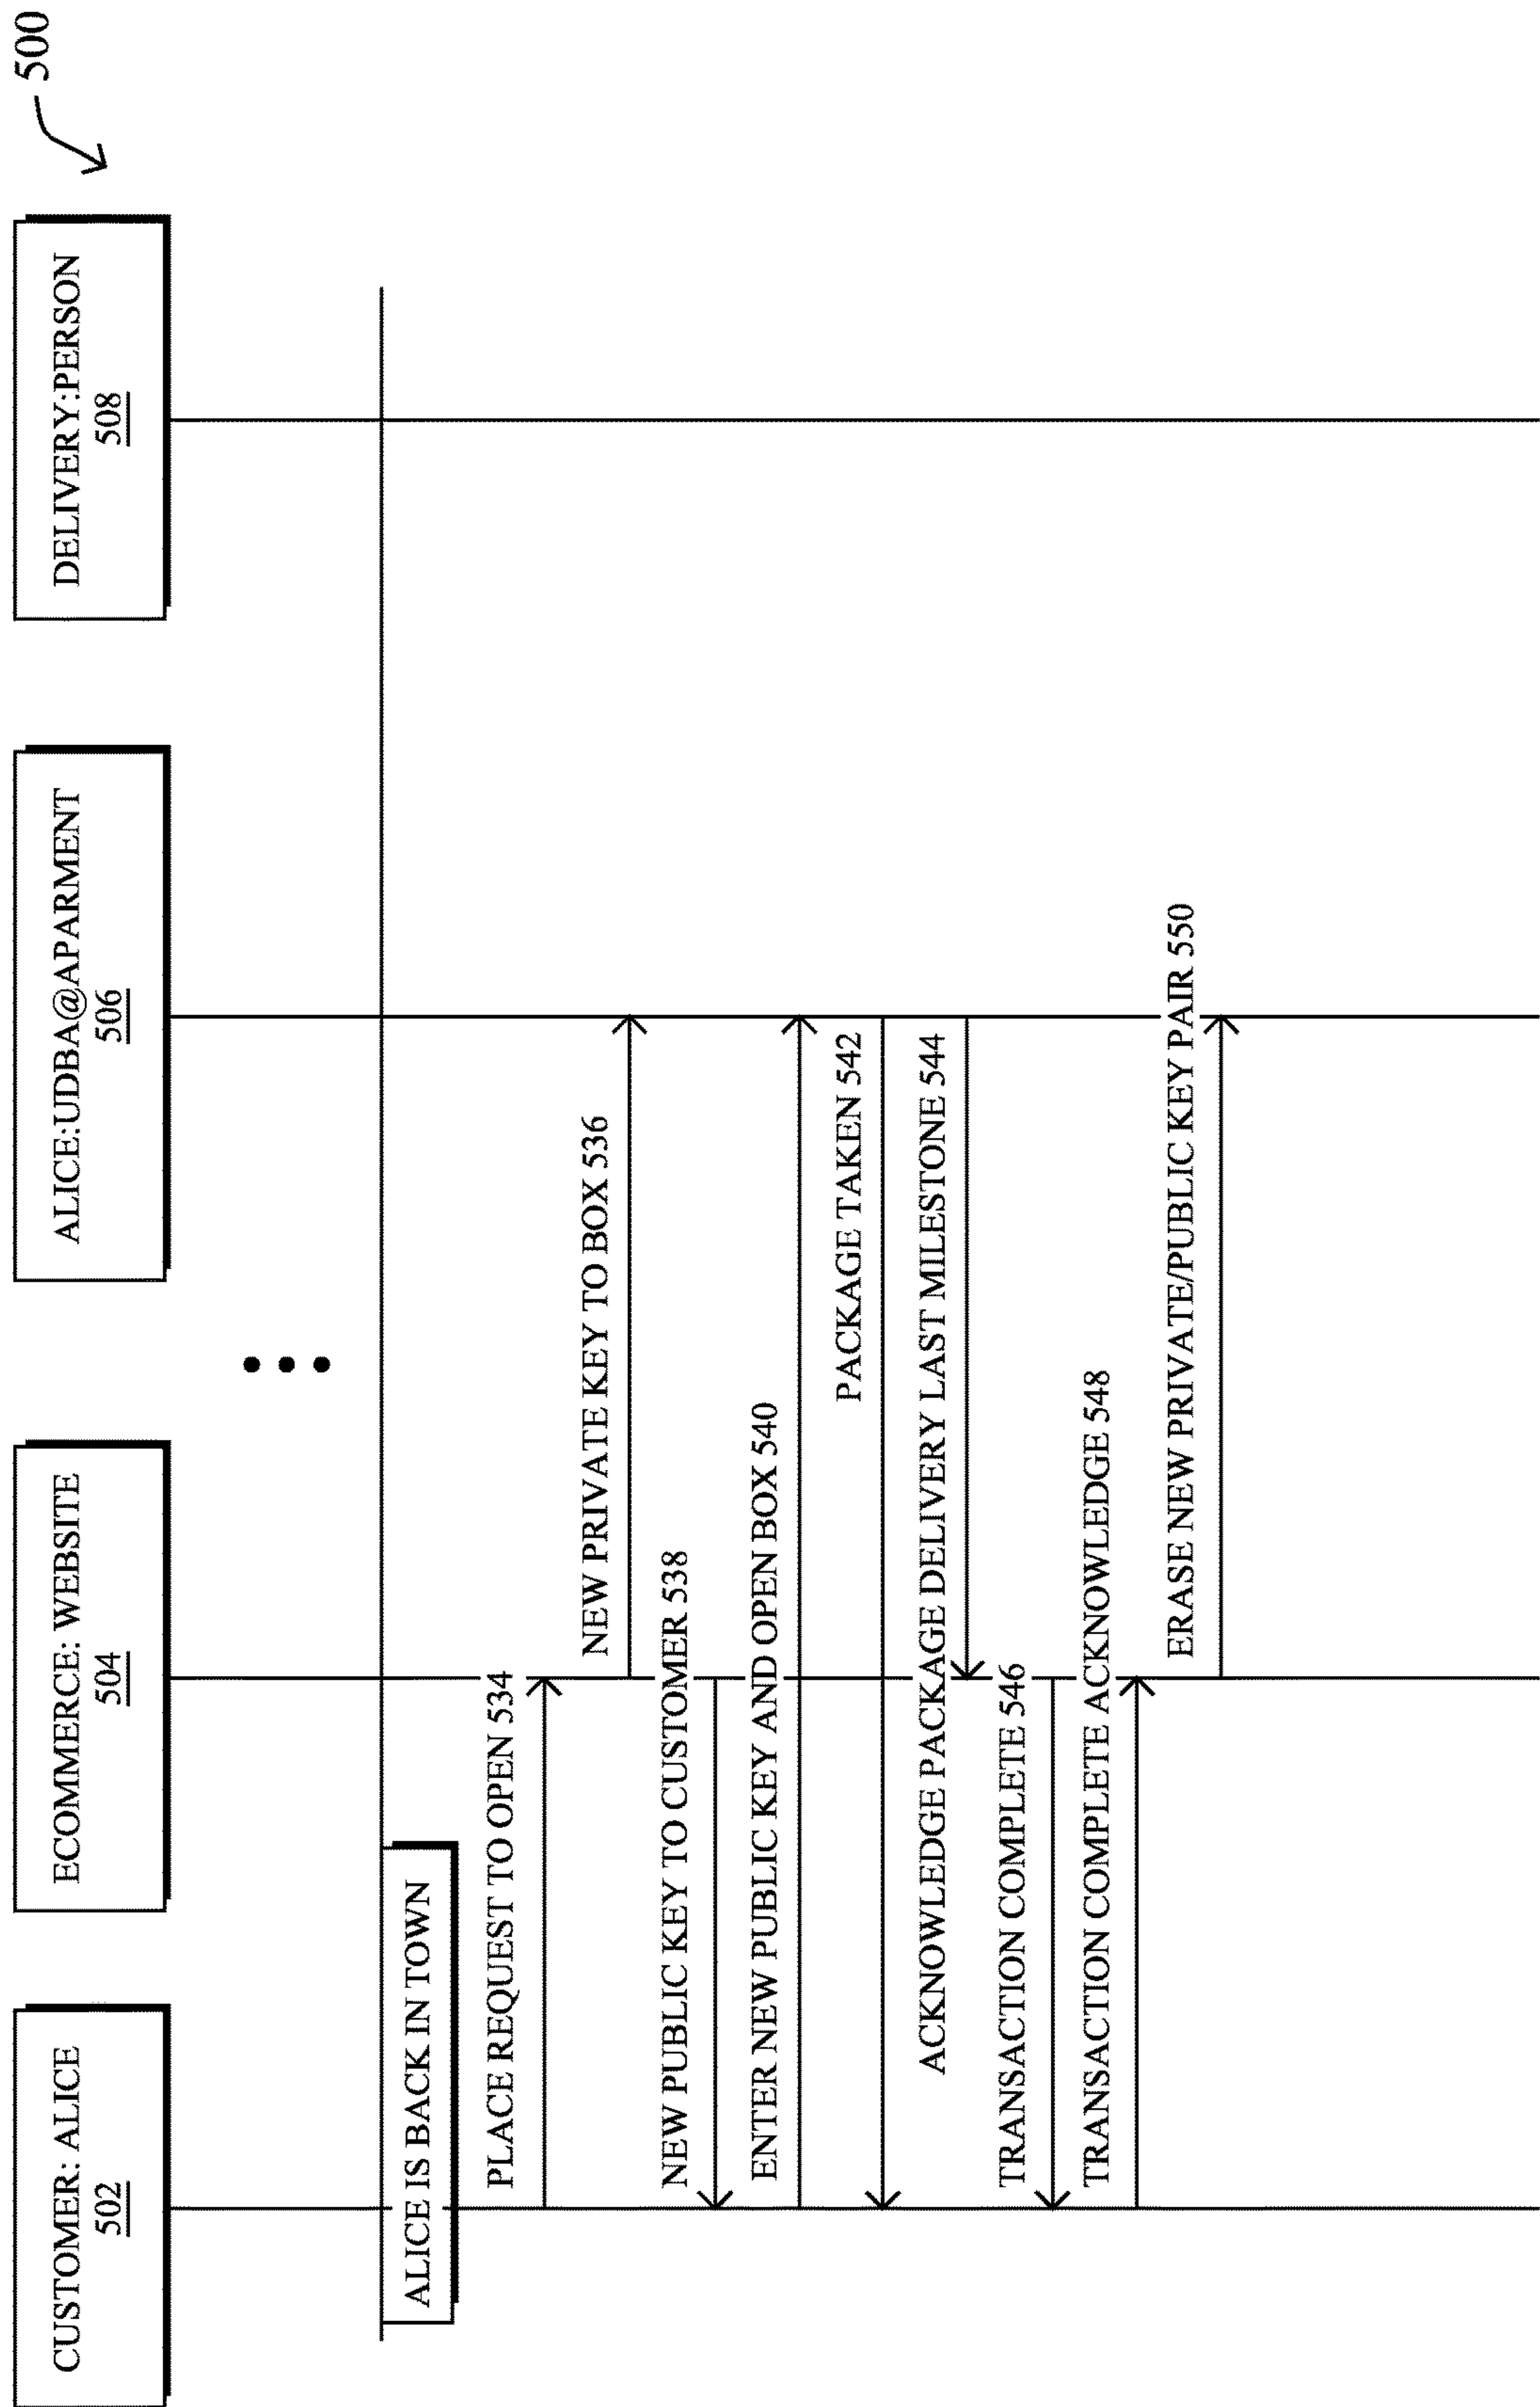 500
CUSTOMER: ALICE
502
ECOMMERCE: WEBSITE
504
ALICE:UDBA@APARMENT
506
DELIVERY:PERSON
508
ALICE IS BACK IN TOWN
PLACE REQUEST TO OPEN 534
NEW PRIVATE KEY TO BOX 536
NEW PUBLIC KEY TO CUSTOMER 538
ENTER NEW PUBLIC KEY AND OPEN BOX 540
PACKAGE TAKEN 542
ACKNOWLEDGE PACKAGE DELIVERY LAST MILESTONE 544
TRANSACTION COMPLETE 546
TRANSACTION COMPLETE ACKNOWLEDGE 548
ERASE NEW PRIVATE/PUBLIC KEY PAIR 550